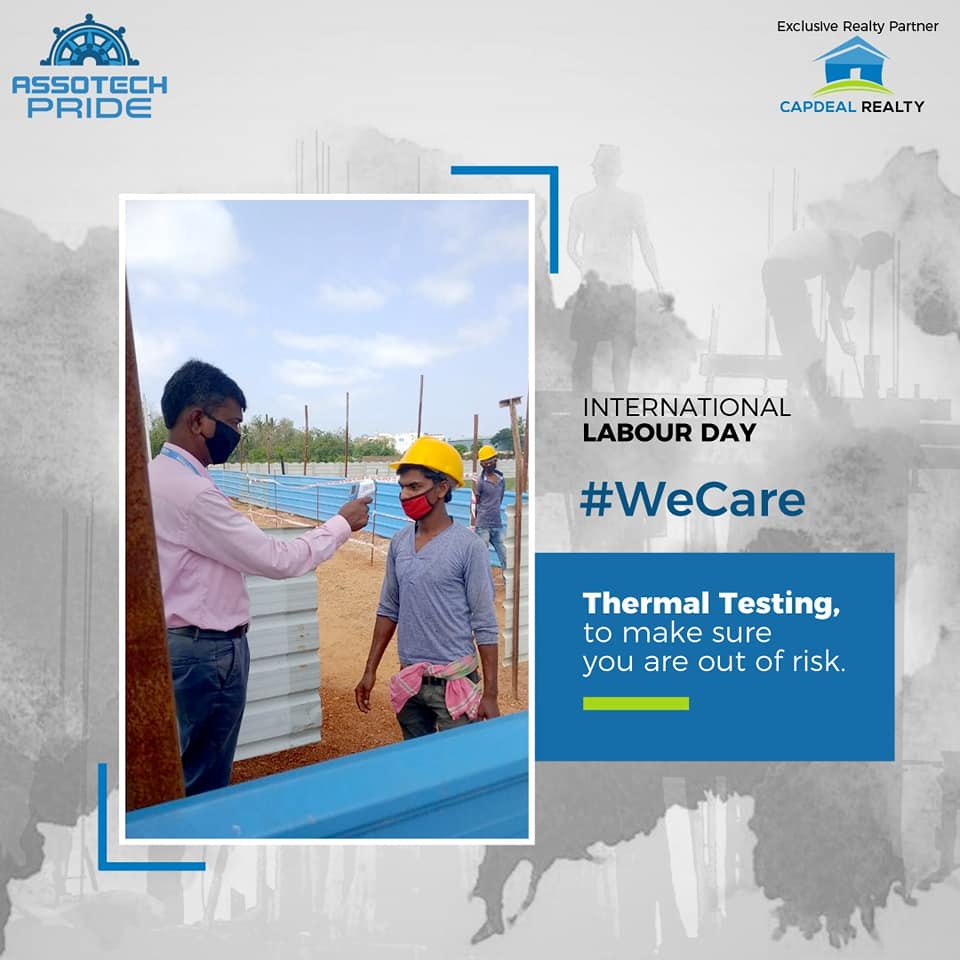 ASSOTECH
PRIDE
Exclusive Realty Partner
CAPDEAL REALTY
INTERNATIONAL
LABOUR DAY
#WeCare
Thermal Testing,
to make sure
you are out of risk.